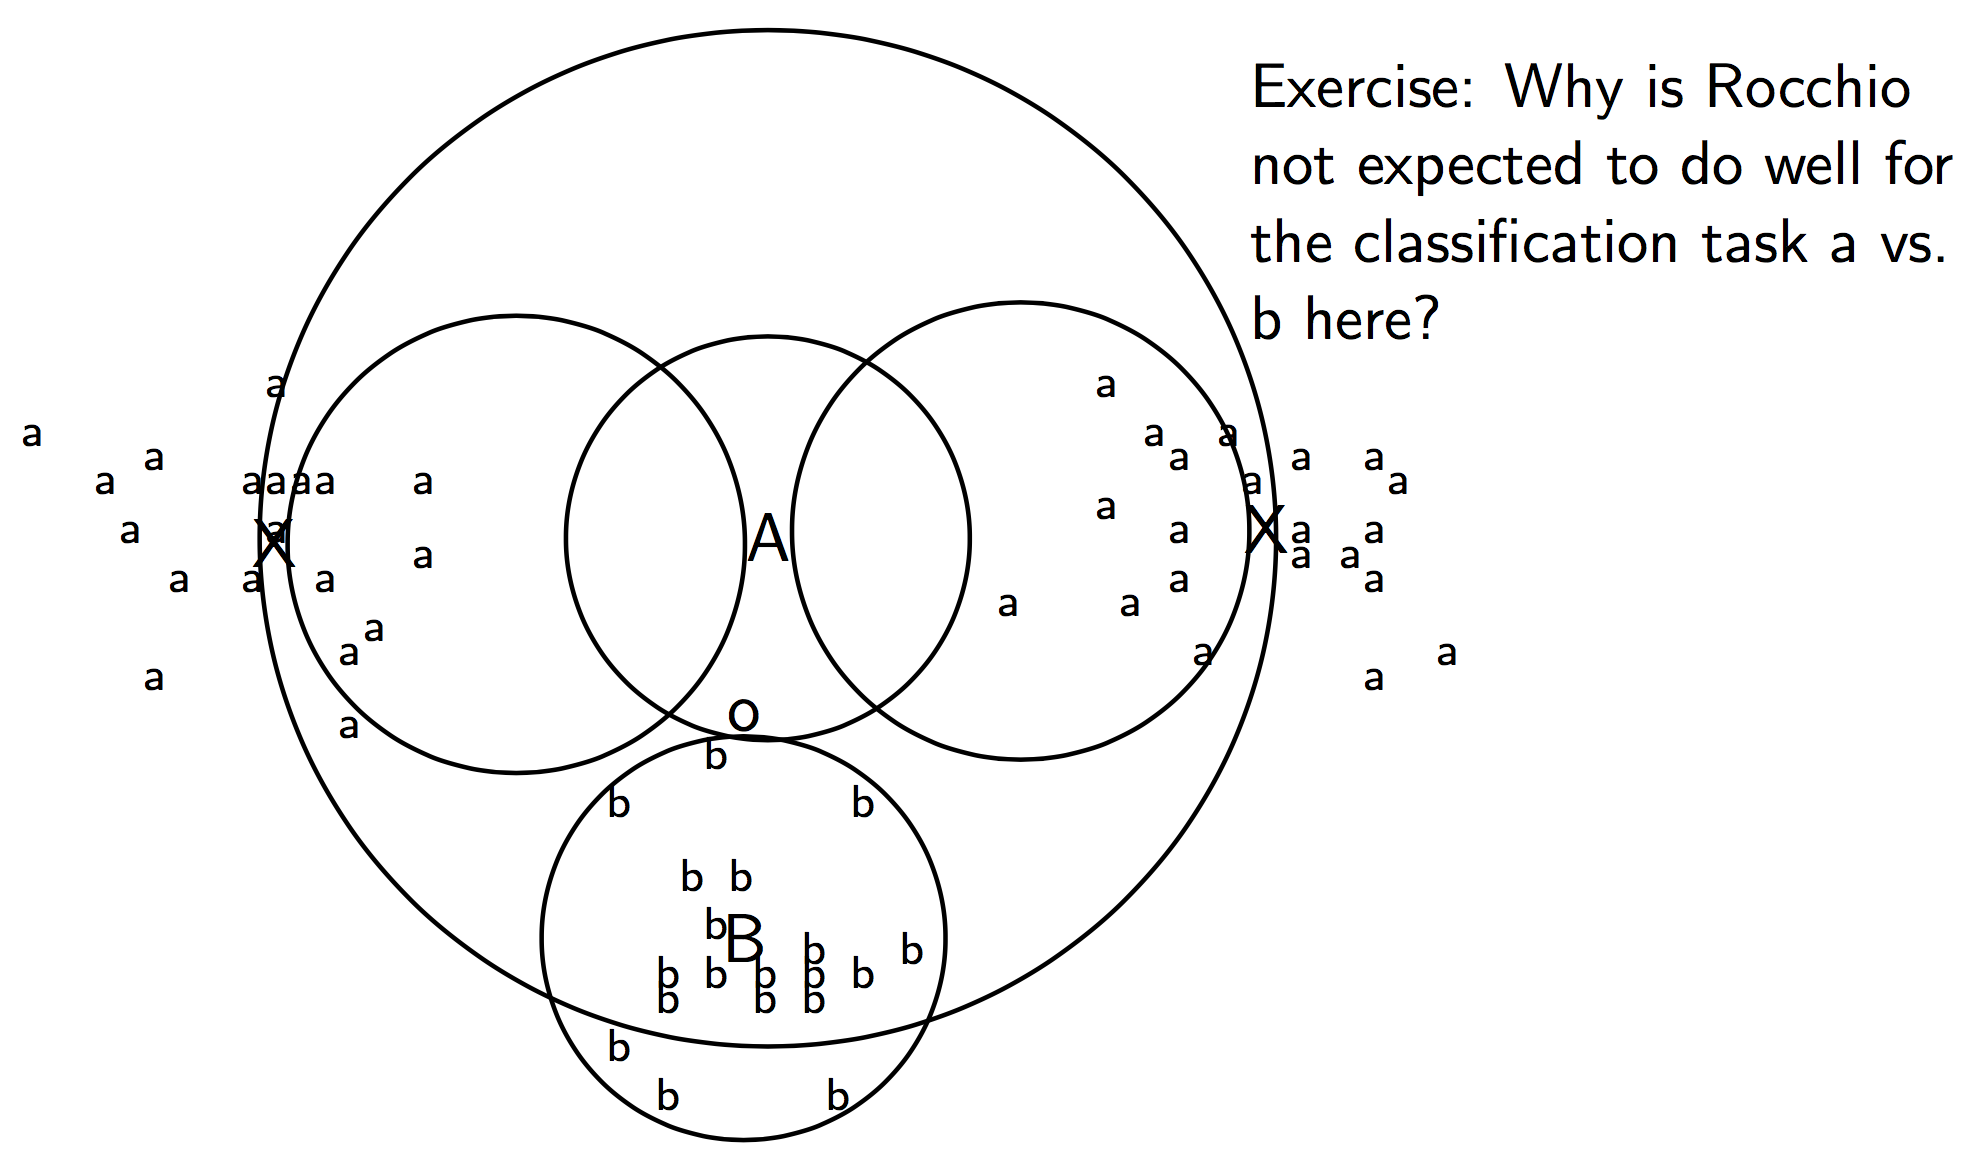 Exercise: Why is Rocchio
not expected to do well for
the classification task a vs.
b here?
a a
a a a
a a a a
a a a a a a a a a
a
a a a a a
X A X
a a a a
a a a a a a
a a
a
a a a a
a a
o
a
b
b b
b b
b
B
b b
b b b b b
b b b
b
b b